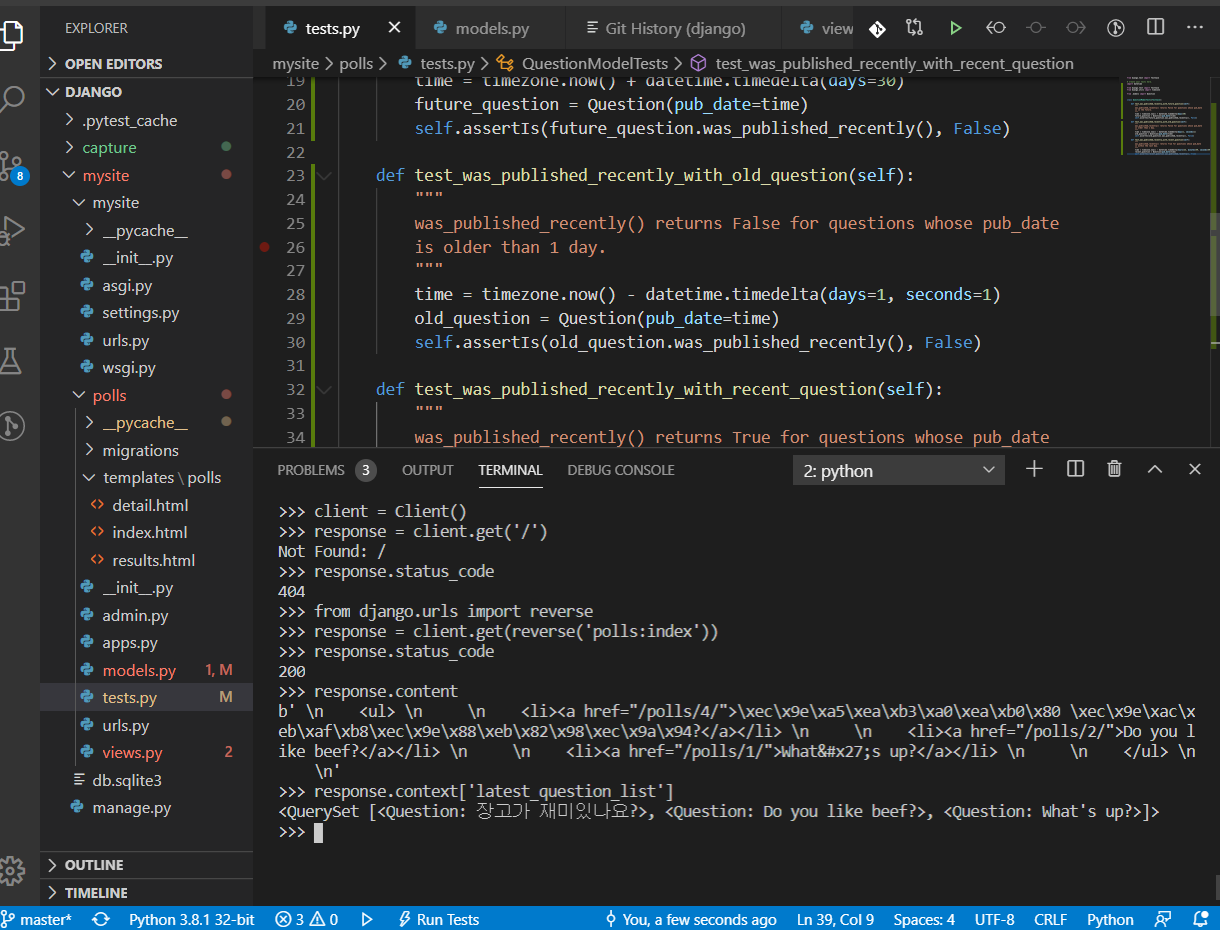 EXPLORER
tests.py
models.py
Git History (django)
view
OPEN EDITORS
mysite > polls > tests.py > QuestionModelTests > test_was_published_recently_with_recent_question
DJANGO
.pytest_cache
capture
mysite
mysite
__pycache__
__init__.py
asgi.py
settings.py
urls.py
wsgi.py
polls
__pycache__
migrations
templates \ polls
detail.html
index.html
results.html
__init__.py
admin.py
apps.py
models.py 1, M
tests.py M
urls.py
views.py 2
db.sqlite3
manage.py
OUTLINE
TIMELINE
8
19 time = timezone.now() + datetime.timedelta(days=30)
20 future_question = Question(pub_date=time)
21 self.assertIs(future_question.was_published_recently(), False)
22
23 def test_was_published_recently_with_old_question(self):
24 """
25 was_published_recently() returns False for questions whose pub_date
26 is older than 1 day.
27 """
28 time = timezone.now() - datetime.timedelta(days=1, seconds=1)
29 old_question = Question(pub_date=time)
30 self.assertIs(old_question.was_published_recently(), False)
31
32 def test_was_published_recently_with_recent_question(self):
33 """
34 was_published_recently() returns True for questions whose pub_date
PROBLEMS 3 OUTPUT TERMINAL DEBUG CONSOLE 2: python
>>> client = Client()
>>> response = client.get('/')
Not Found: /
>>> response.status_code
404
>>> from django.urls import reverse
>>> response = client.get(reverse('polls:index'))
>>> response.status_code
200
>>> response.content
b' \n    <ul> \n     \n    <li><a href="/polls/4/">\xec\x9e\xa5\xea\xb3\xa0\xea\xb0\x80 \xec\x9e\xac\x
eb\xaf\xb8\xec\x9e\x88\xeb\x82\x98\xec\x9a\x94?</a></li> \n     \n    <li><a href="/polls/2/">Do you l
ike beef?</a></li> \n     \n    <li><a href="/polls/1/">What&#x27;s up?</a></li> \n     \n    </ul> \n
\n'
>>> response.context['latest_question_list']
<QuerySet [<Question: 장고가 재미있나요?>, <Question: Do you like beef?>, <Question: What's up?>]>
>>>
master* Python 3.8.1 32-bit 3 0 Run Tests You, a few seconds ago Ln 39, Col 9 Spaces: 4 UTF-8 CRLF Python